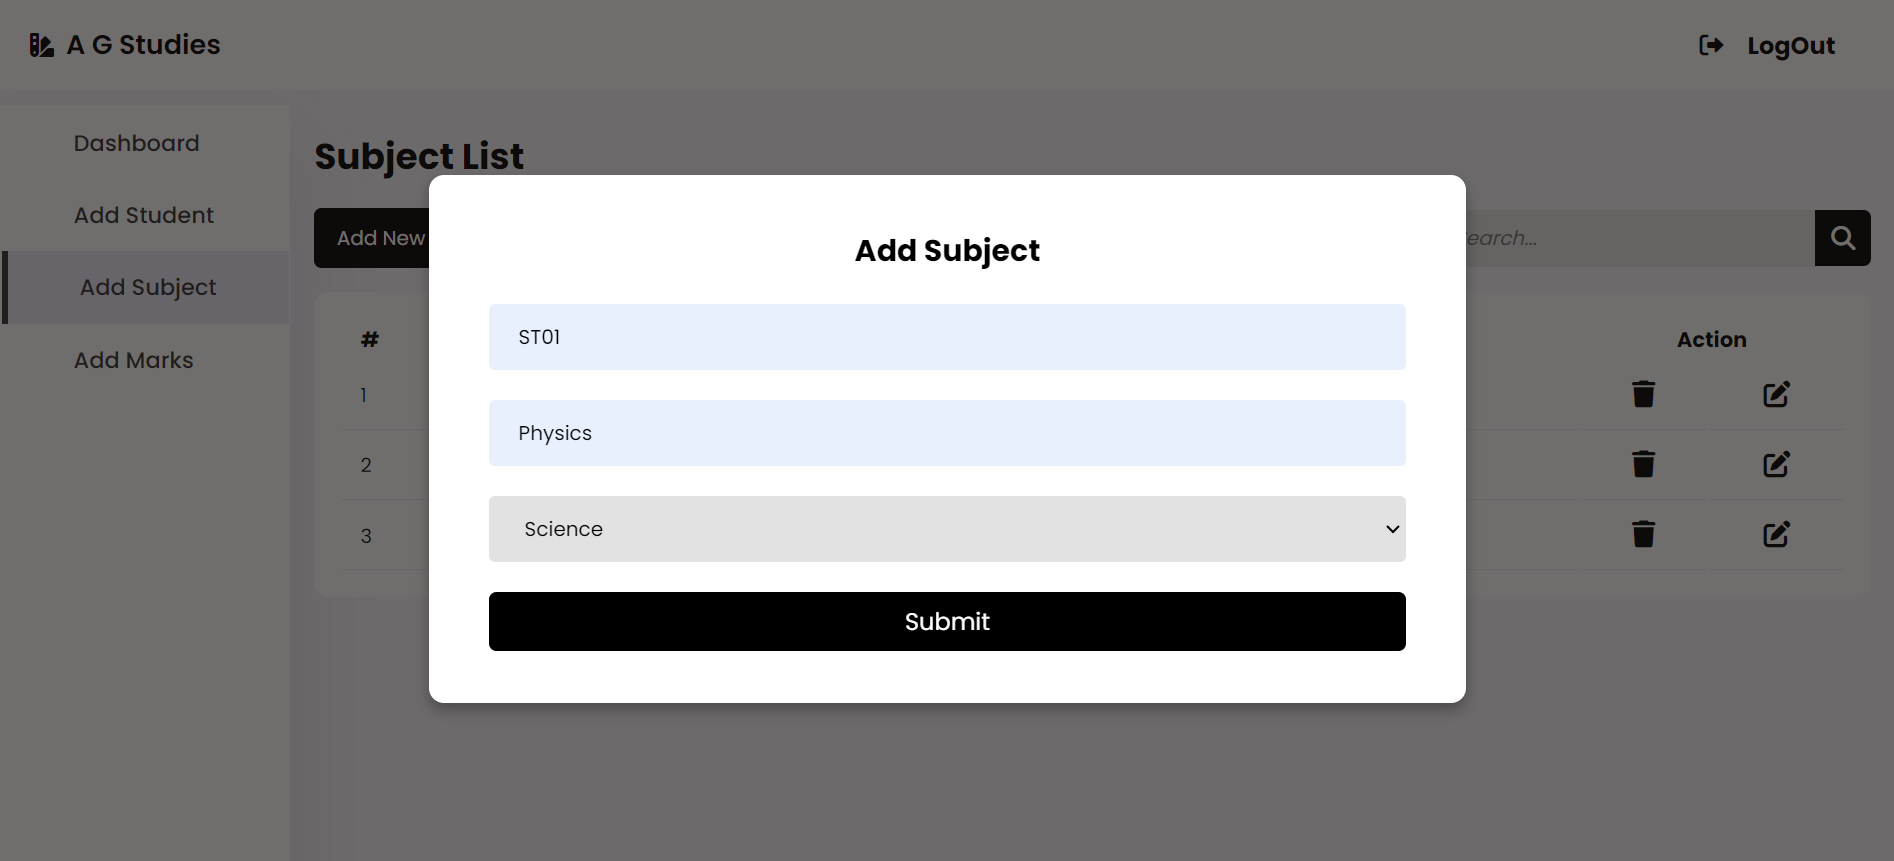 A G Studies
LogOut
Dashboard
Add Student
Add Subject
Add Marks
Subject List
Add New
earch...
Add Subject
ST01
Physics
Science
Submit
# Action
1
2
3